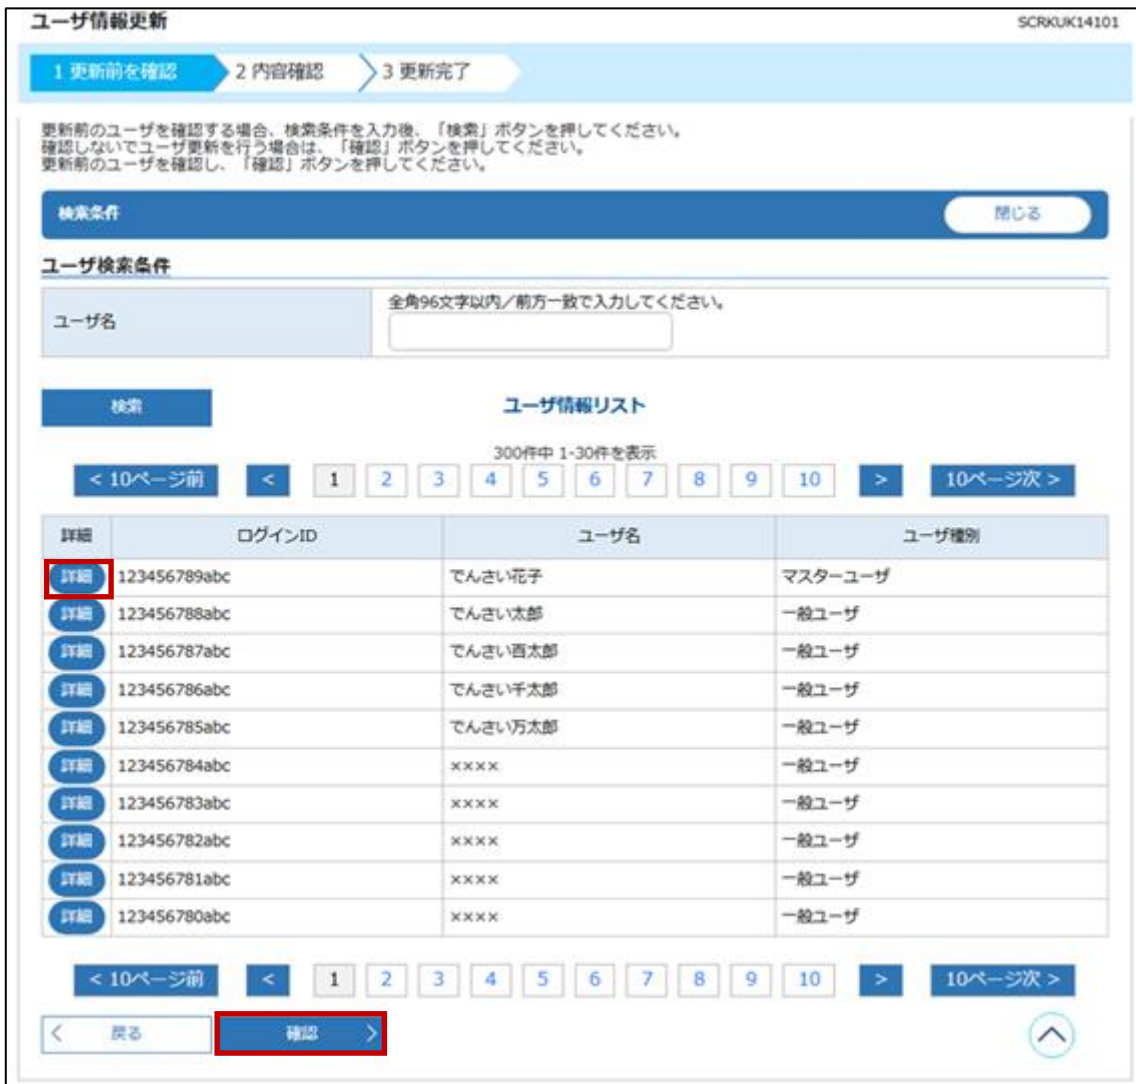 ユーザ情報更新 SCRKUK14101
1 更新前を確認 2 内容確認 3 更新完了
更新前のユーザを確認する場合、検索条件を入力後、「検索」ボタンを押してください。
確認しないでユーザ更新を行う場合は、「確認」ボタンを押してください。
更新前のユーザを確認し、「確認」ボタンを押してください。
検索条件 閉じる
ユーザ検索条件
ユーザ名 全角96文字以内／前方一致で入力してください。
検索 ユーザ情報リスト
300件中 1-30件を表示
< 10ページ前 < 1 2 3 4 5 6 7 8 9 10 > 10ページ次 >
詳細 ログインID ユーザ名 ユーザ種別
詳細 123456789abc でんさい花子 マスターユーザ
詳細 123456788abc でんさい太郎 一般ユーザ
詳細 123456787abc でんさい百太郎 一般ユーザ
詳細 123456786abc でんさい千太郎 一般ユーザ
詳細 123456785abc でんさい万太郎 一般ユーザ
詳細 123456784abc ×××× 一般ユーザ
詳細 123456783abc ×××× 一般ユーザ
詳細 123456782abc ×××× 一般ユーザ
詳細 123456781abc ×××× 一般ユーザ
詳細 123456780abc ×××× 一般ユーザ
< 10ページ前 < 1 2 3 4 5 6 7 8 9 10 > 10ページ次 >
< 戻る 確認 >